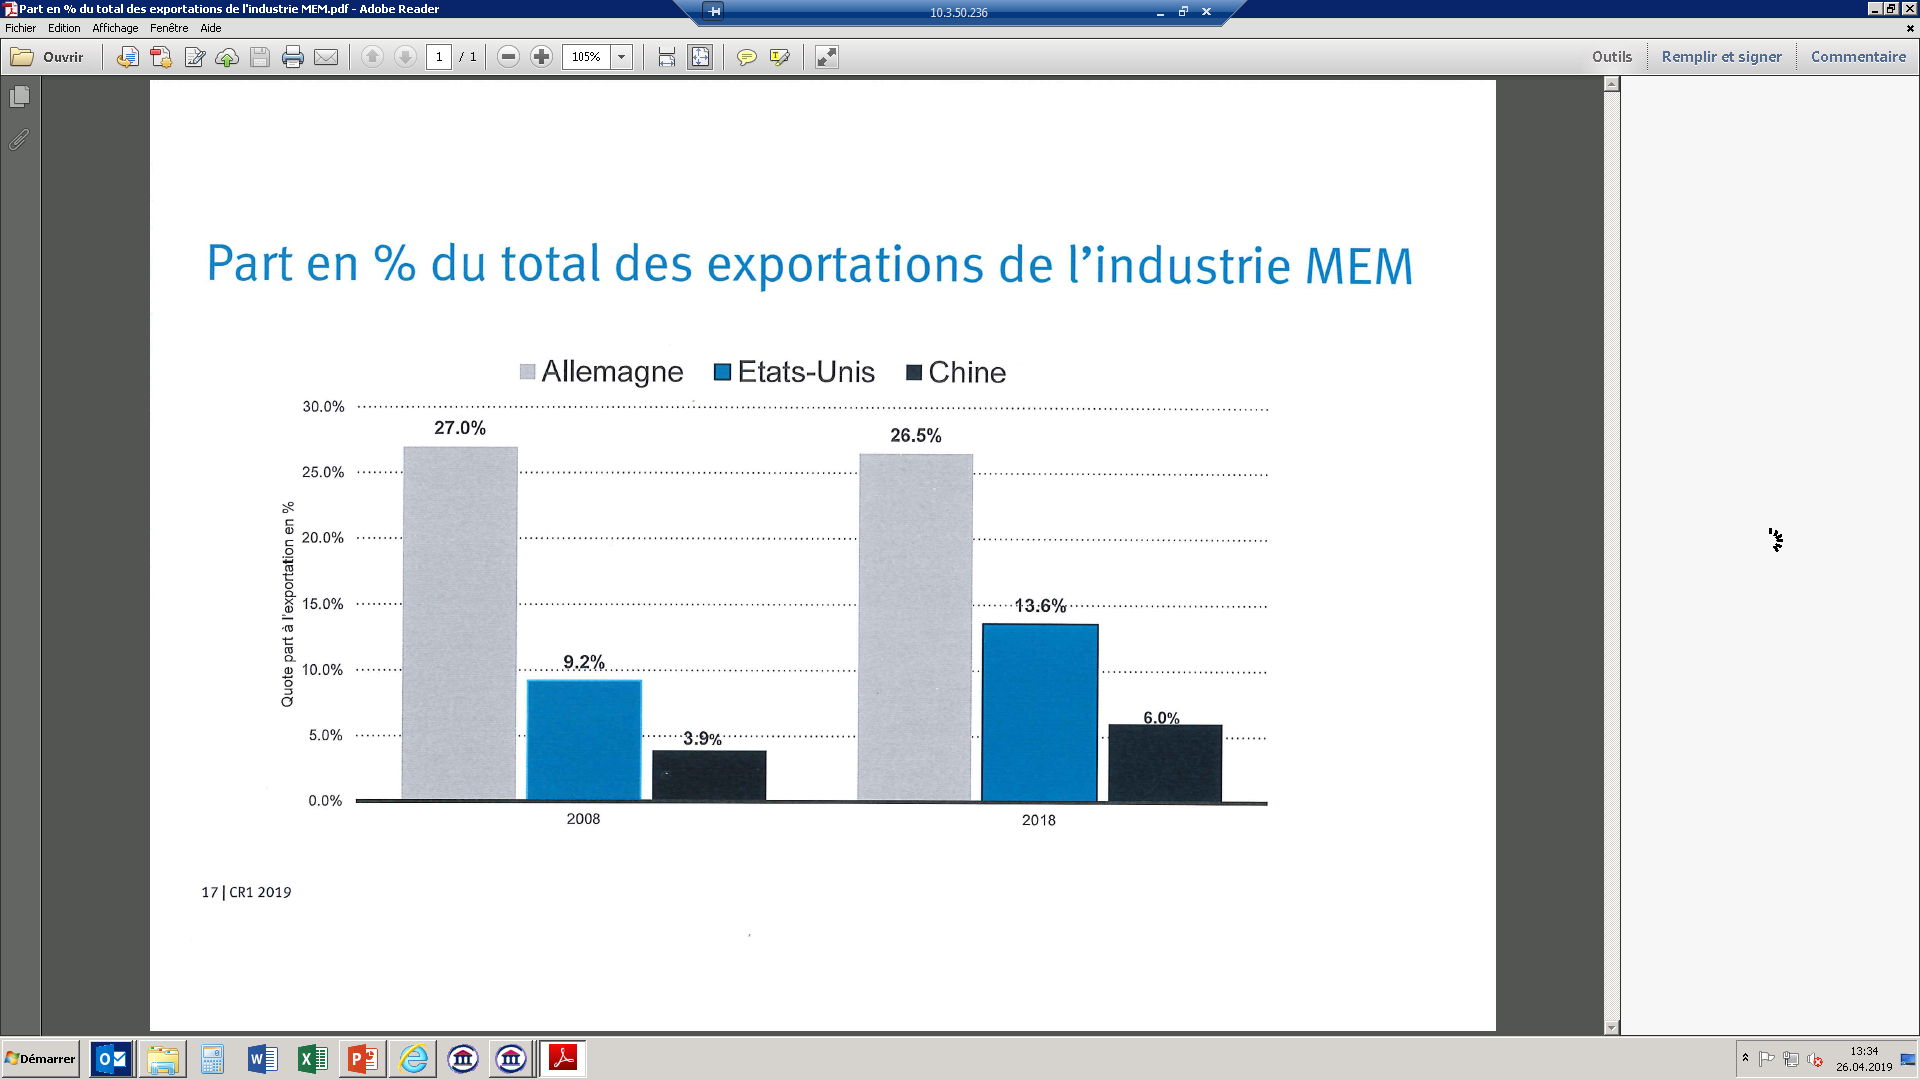 Part en % du total des exportations de l'industrie MEM.pdf - Adobe Reader
10.3.50.236
Fichier Edition Affichage Fenêtre Aide
Ouvrir
1 / 1
105%
Outils
Remplir et signer
Commentaire
Part en % du total des exportations de l'industrie MEM
Allemagne Etats-Unis Chine
Quote part à l'exportation en %
30.0%
25.0%
20.0%
15.0%
10.0%
5.0%
0.0%
27.0%
9.2%
3.9%
26.5%
13.6%
6.0%
2008
2018
17 | CR1 2019
Démarrer
13:34
26.04.2019